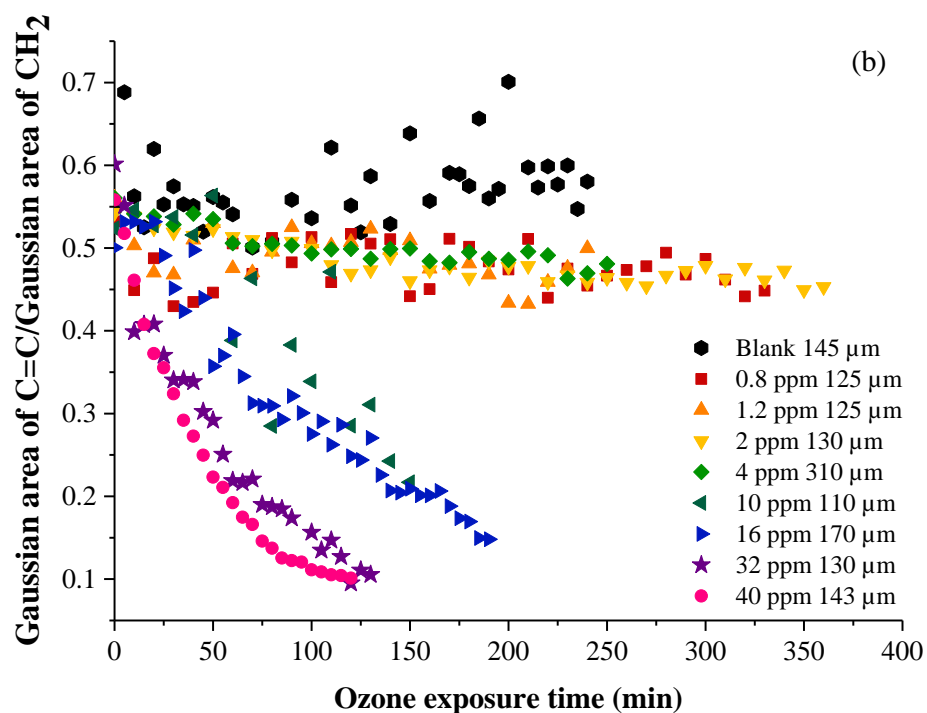 (b)
Gaussian area of C=C/Gaussian area of CH2
0.7
0.6
0.5
0.4
0.3
0.2
0.1
0
50
100
150
200
250
300
350
400
Ozone exposure time (min)
Blank 145 µm
0.8 ppm 125 µm
1.2 ppm 125 µm
2 ppm 130 µm
4 ppm 310 µm
10 ppm 110 µm
16 ppm 170 µm
32 ppm 130 µm
40 ppm 143 µm